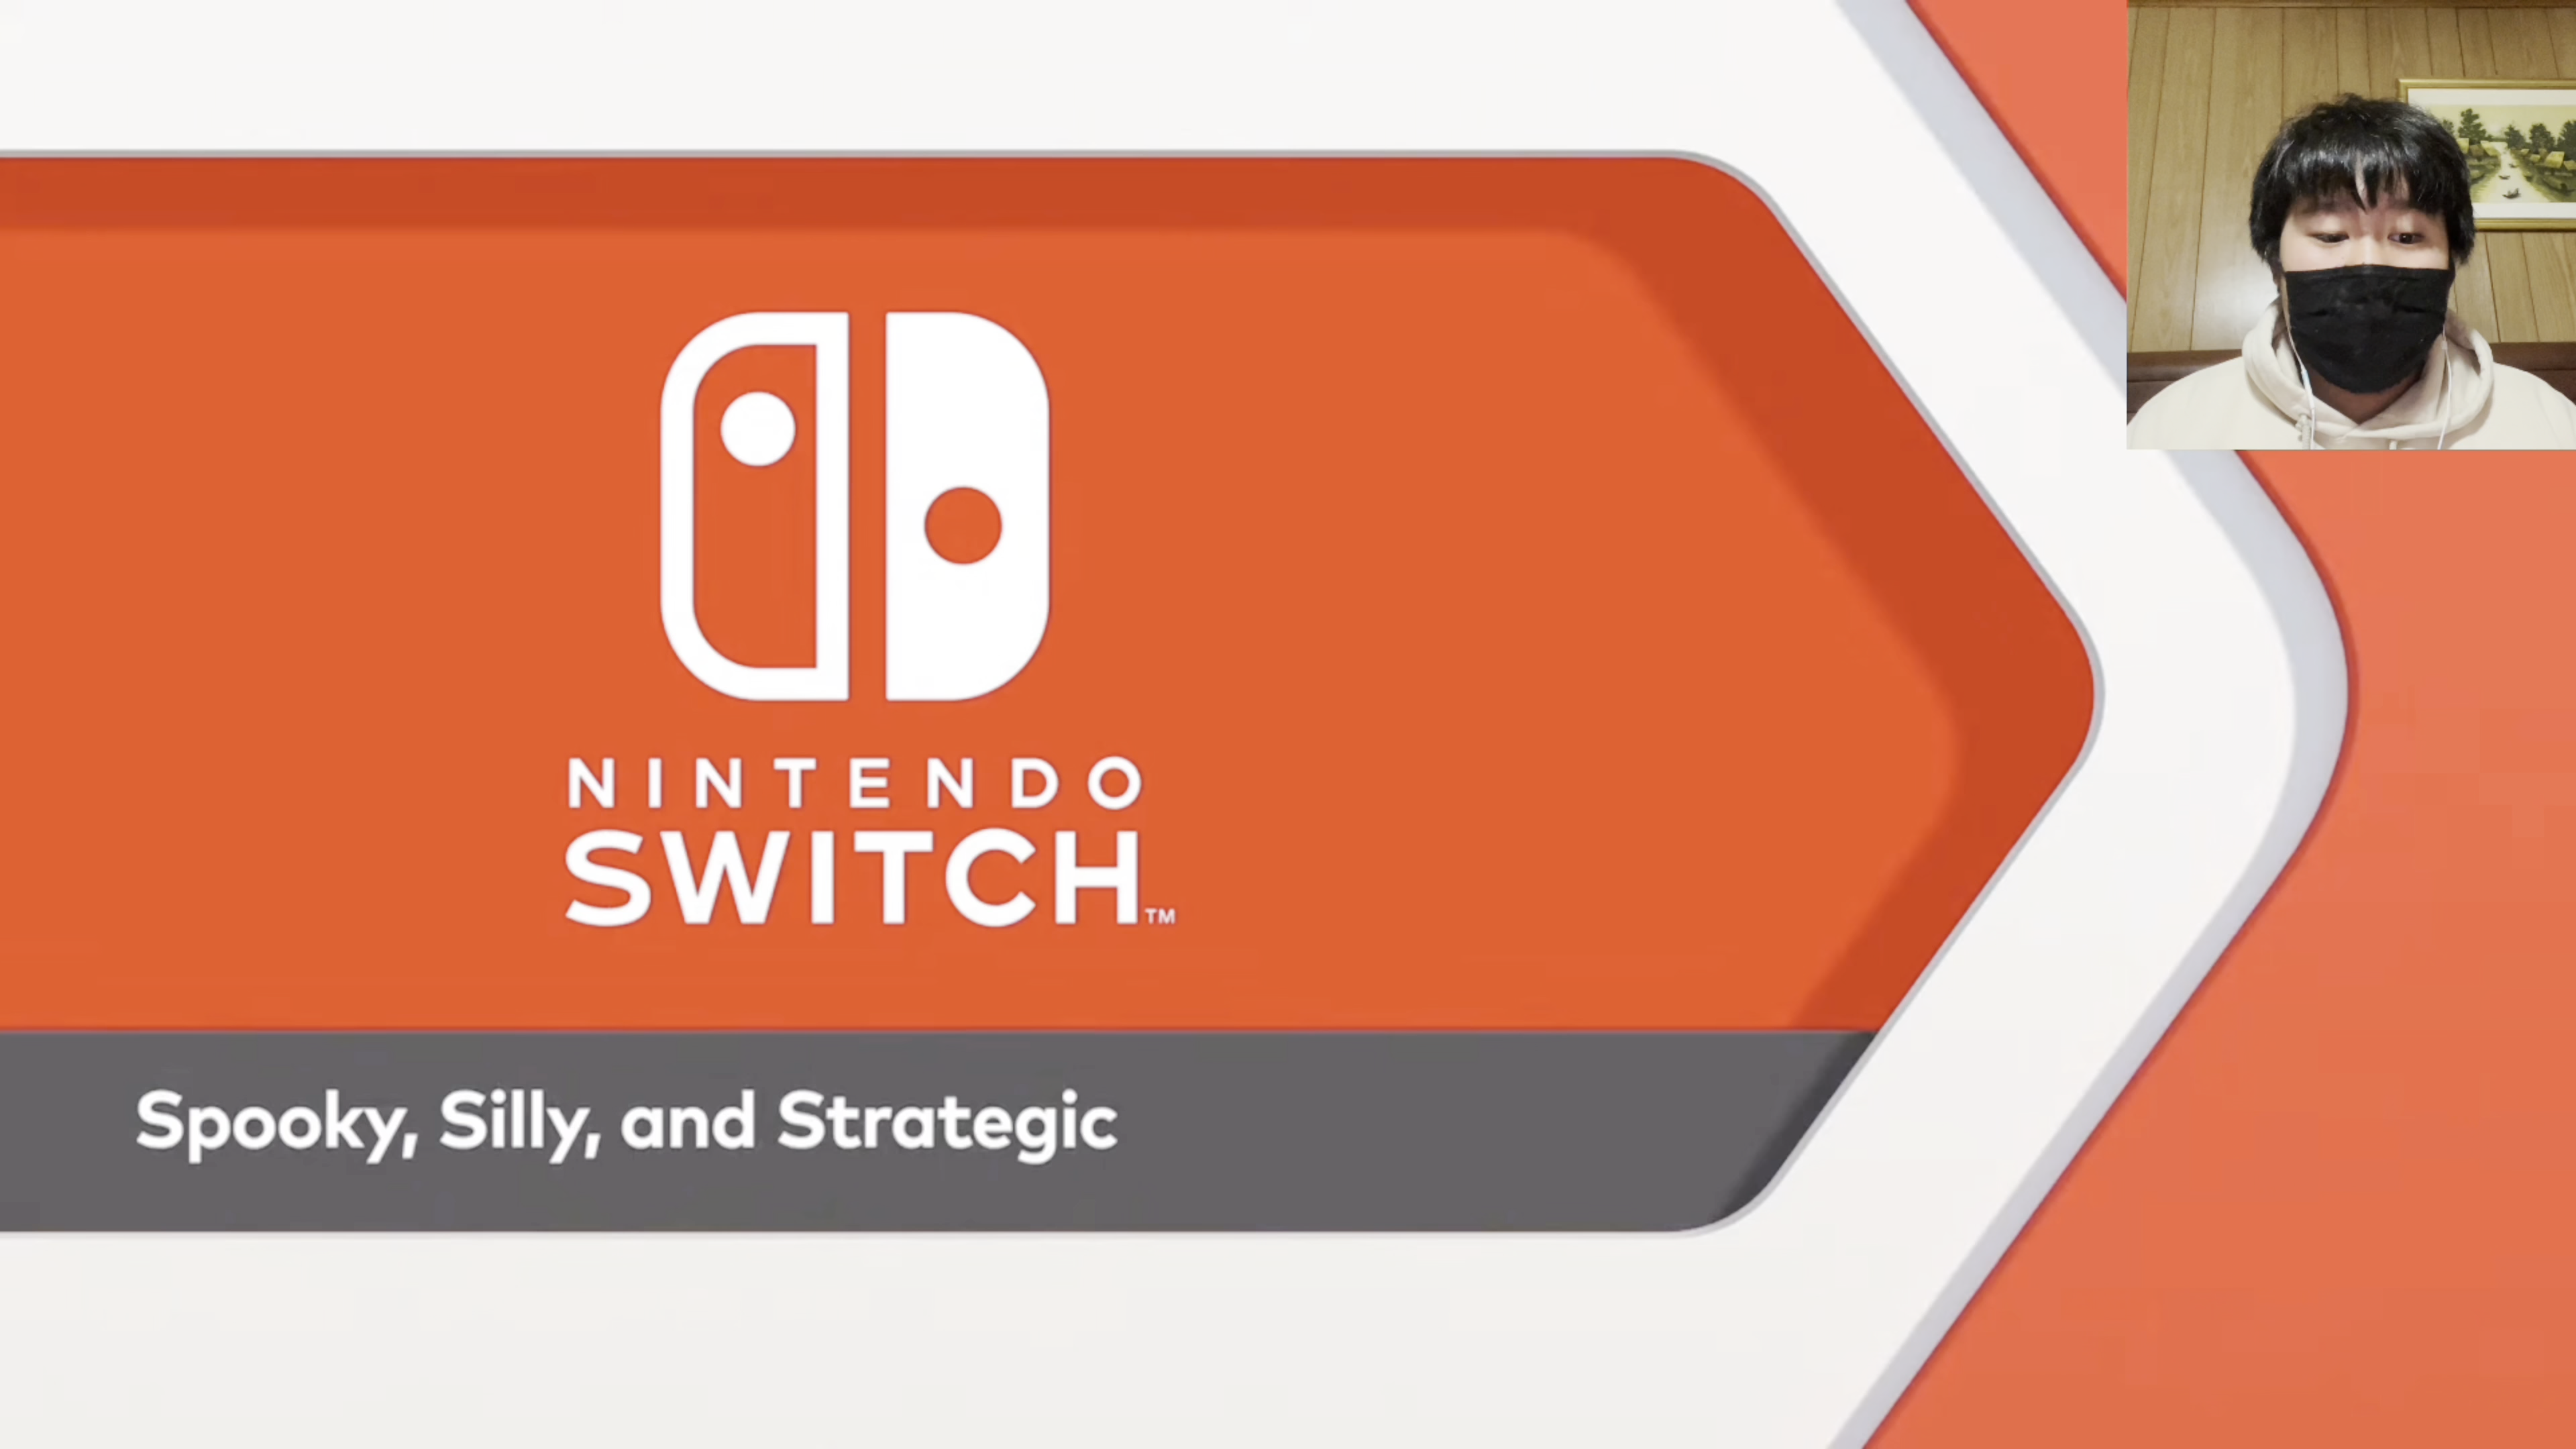 NINTENDO
SWITCH™
Spooky, Silly, and Strategic